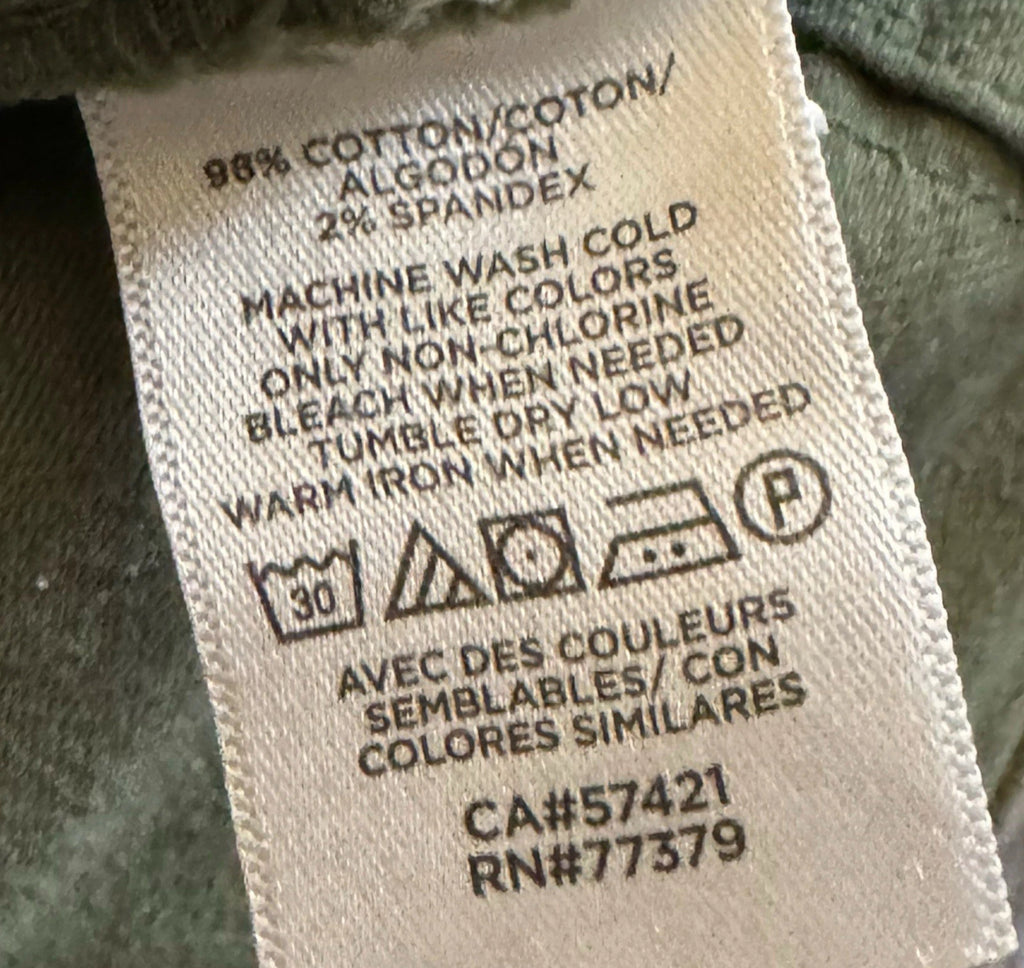 98% COTTON/COTON/
ALGODÓN
2% SPANDEX
MACHINE WASH COLD
WITH LIKE COLORS
ONLY NON-CHLORINE
BLEACH WHEN NEEDED
TUMBLE DRY LOW
WARM IRON WHEN NEEDED
30 P
AVEC DES COULEURS
SEMBLABLES/ CON
COLORES SIMILARES
CA#57421
RN#77379